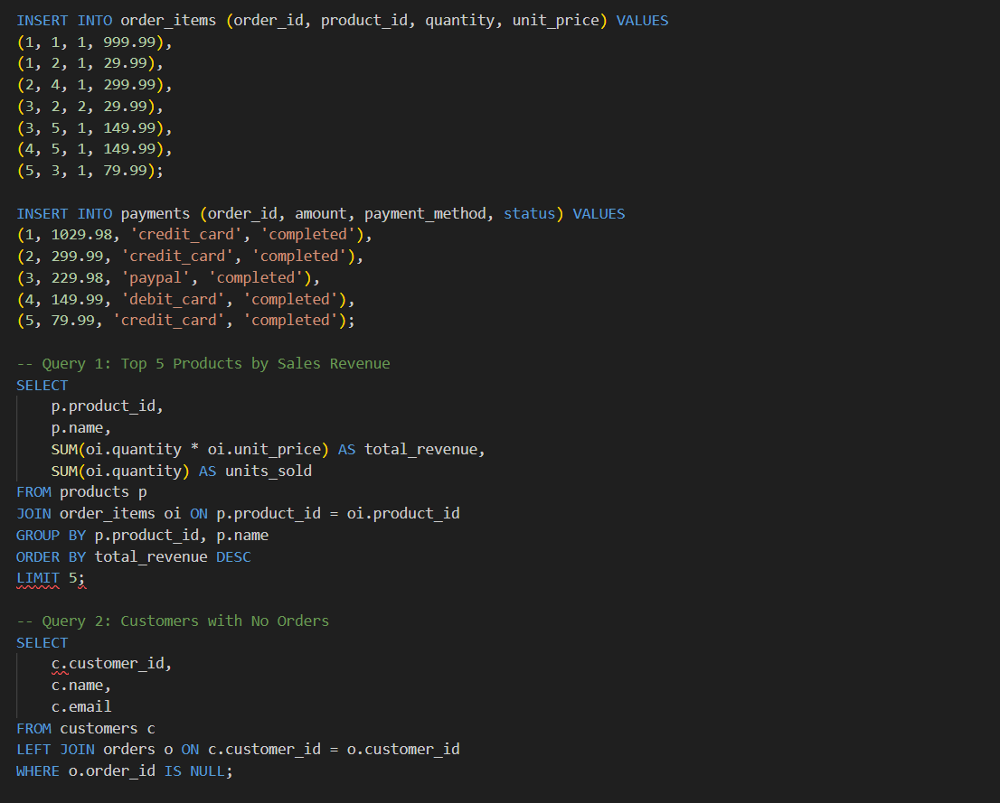 INSERT INTO order_items (order_id, product_id, quantity, unit_price) VALUES
(1, 1, 1, 999.99),
(1, 2, 1, 29.99),
(2, 4, 1, 299.99),
(3, 2, 2, 29.99),
(3, 5, 1, 149.99),
(4, 5, 1, 149.99),
(5, 3, 1, 79.99);

INSERT INTO payments (order_id, amount, payment_method, status) VALUES
(1, 1029.98, 'credit_card', 'completed'),
(2, 299.99, 'credit_card', 'completed'),
(3, 229.98, 'paypal', 'completed'),
(4, 149.99, 'debit_card', 'completed'),
(5, 79.99, 'credit_card', 'completed');

-- Query 1: Top 5 Products by Sales Revenue
SELECT
    p.product_id,
    p.name,
    SUM(oi.quantity * oi.unit_price) AS total_revenue,
    SUM(oi.quantity) AS units_sold
FROM products p
JOIN order_items oi ON p.product_id = oi.product_id
GROUP BY p.product_id, p.name
ORDER BY total_revenue DESC
LIMIT 5;

-- Query 2: Customers with No Orders
SELECT
    c.customer_id,
    c.name,
    c.email
FROM customers c
LEFT JOIN orders o ON c.customer_id = o.customer_id
WHERE o.order_id IS NULL;